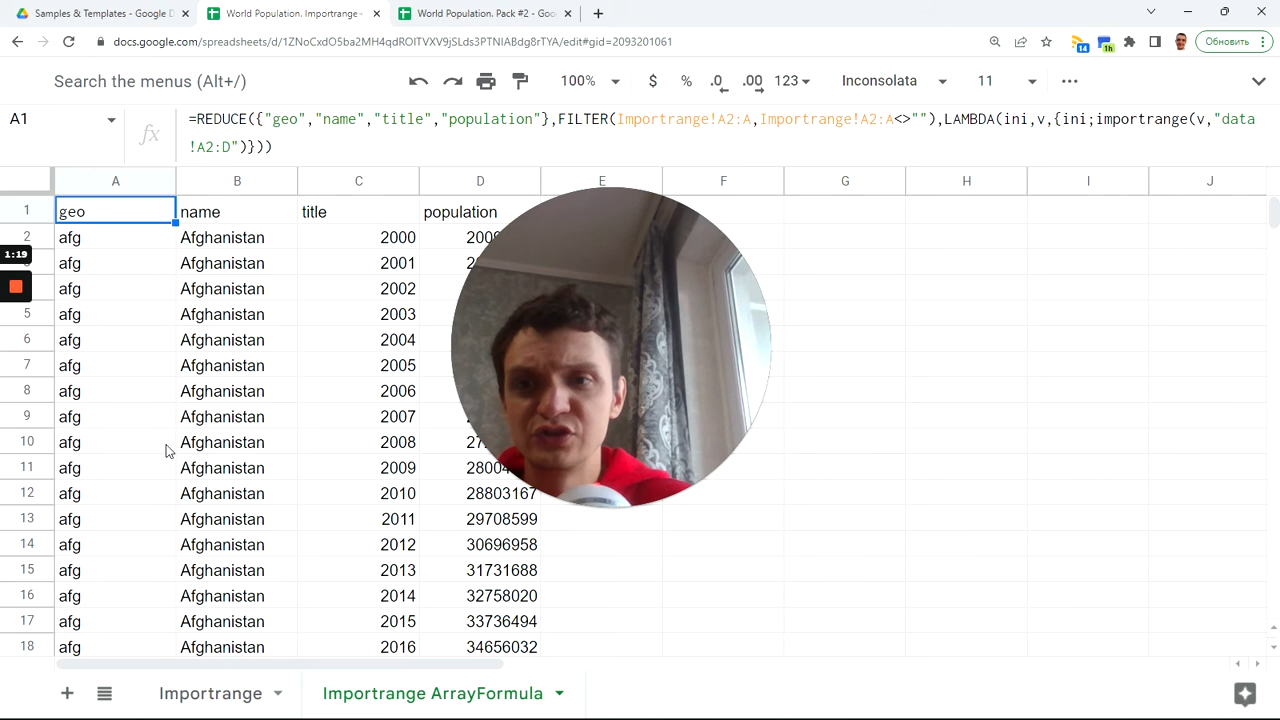 Samples & Templates - Google D
World Population. Importrange -
World Population. Pack #2 - Goo
docs.google.com/spreadsheets/d/1ZNoCxdO5ba2MH4qdROlTVXV9jSLds3PTNIABdg8rTYA/edit#gid=2093201061
14
1h
Обновить
Search the menus (Alt+/)
100%
$
%
.0
.00
123
Inconsolata
11
A1
fx
=REDUCE({"geo","name","title","population"},FILTER(Importrange!A2:A,Importrange!A2:A<>""),LAMBDA(ini,v,{ini;importrange(v,"data
!A2:D")}))
A B C D E F G H I J
1 geo name title population
2 afg Afghanistan 2000
1:19
afg Afghanistan 2001
afg Afghanistan 2002
5 afg Afghanistan 2003
6 afg Afghanistan 2004
7 afg Afghanistan 2005
8 afg Afghanistan 2006
9 afg Afghanistan 2007
10 afg Afghanistan 2008
11 afg Afghanistan 2009
12 afg Afghanistan 2010 28803167
13 afg Afghanistan 2011 29708599
14 afg Afghanistan 2012 30696958
15 afg Afghanistan 2013 31731688
16 afg Afghanistan 2014 32758020
17 afg Afghanistan 2015 33736494
18 afg Afghanistan 2016 34656032
Importrange
Importrange ArrayFormula